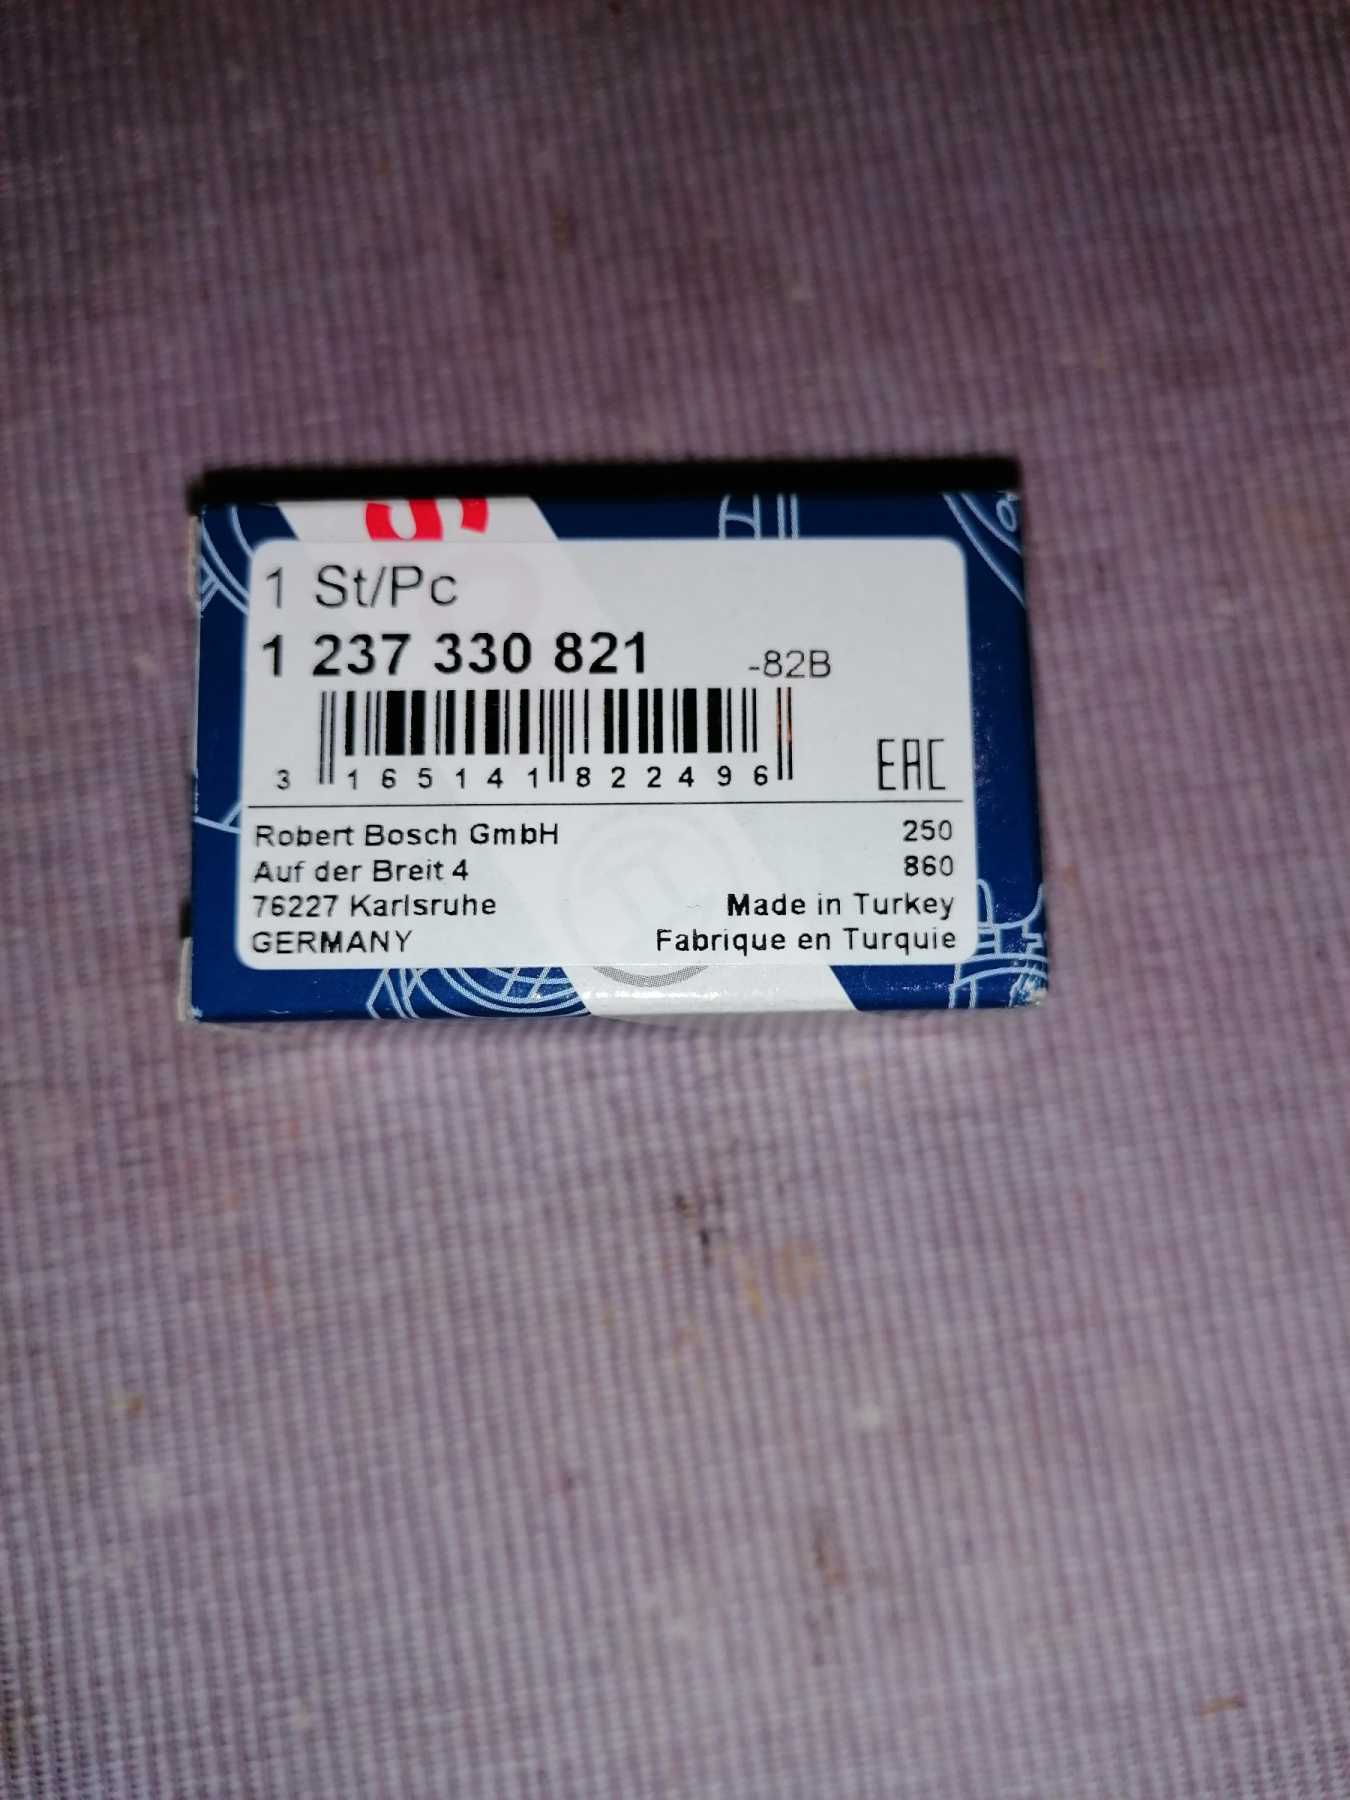 S
1 St/Pc
1 237 330 821 -82B
3 165141 822496
EAC
Robert Bosch GmbH 250
Auf der Breit 4 860
76227 Karlsruhe Made in Turkey
GERMANY Fabrique en Turquie